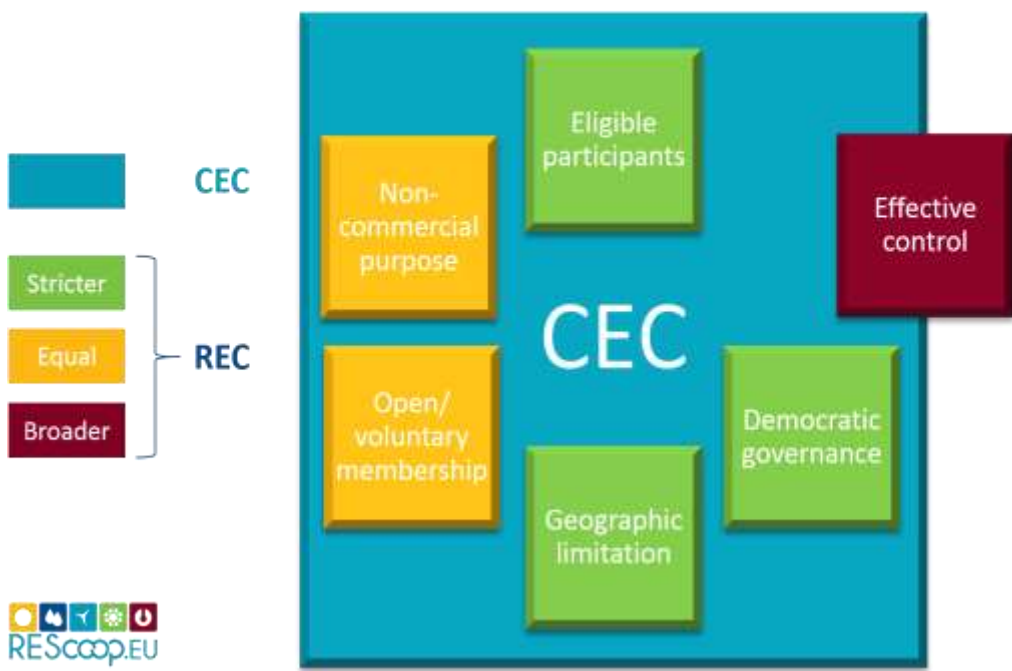 CEC
Stricter
Equal
REC
Broader
Eligible
participants
Non-
commercial
purpose
Effective
control
CEC
Open/
voluntary
membership
Democratic
governance
Geographic
limitation
REScoop.EU